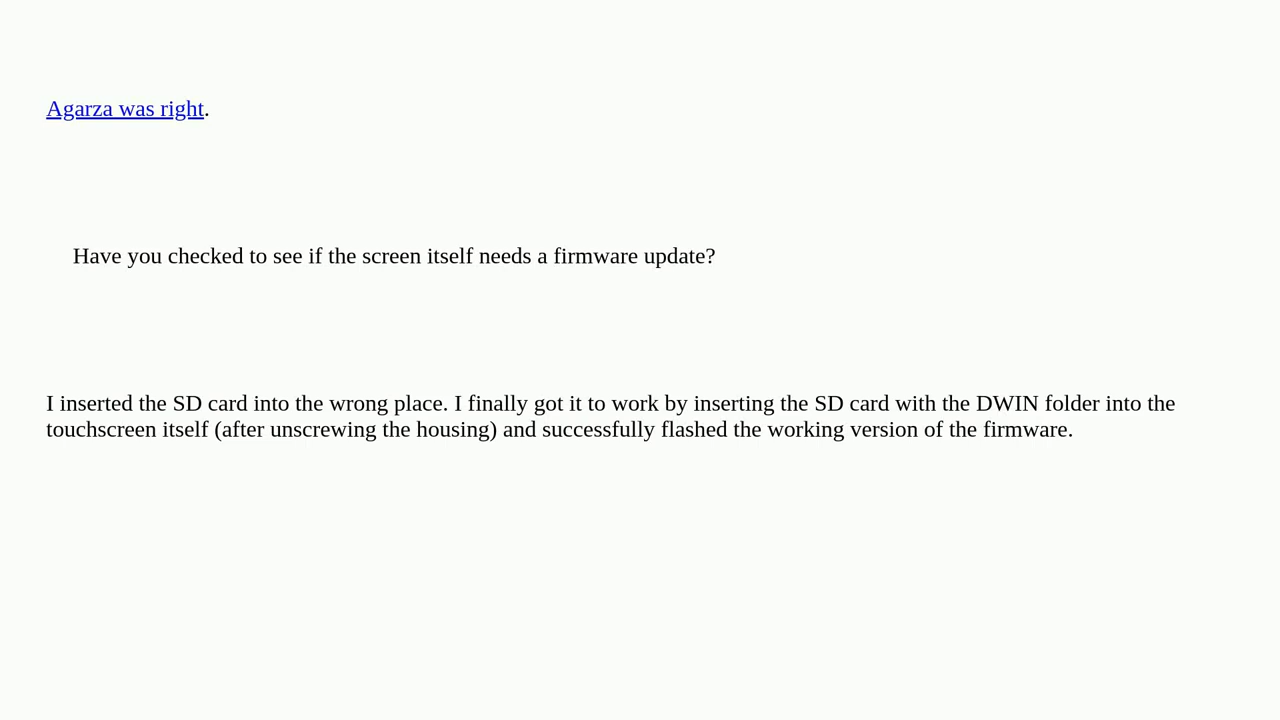 Agarza was right.
Have you checked to see if the screen itself needs a firmware update?
I inserted the SD card into the wrong place. I finally got it to work by inserting the SD card with the DWIN folder into the
touchscreen itself (after unscrewing the housing) and successfully flashed the working version of the firmware.